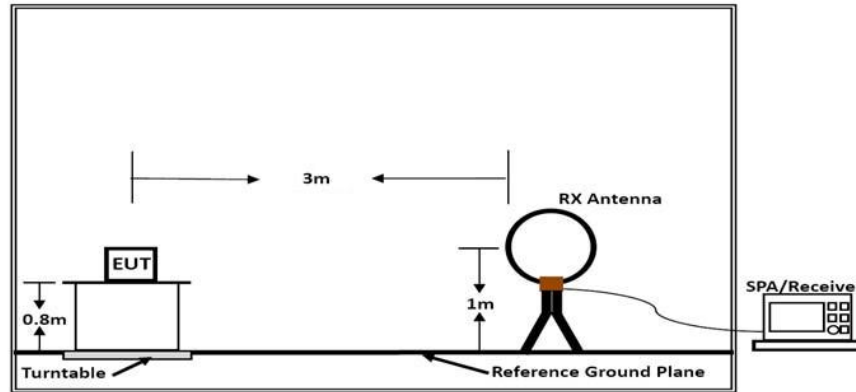 3m
RX Antenna
EUT
SPA/Receive
0.8m
1m
Turntable
Reference Ground Plane